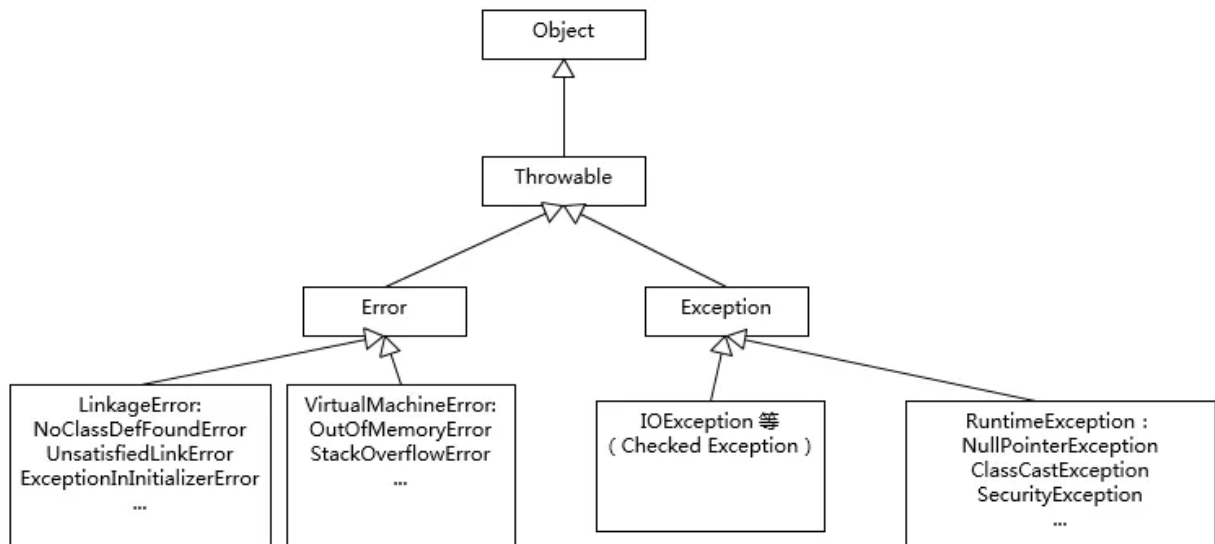 Object
Throwable
Error
Exception
LinkageError:
NoClassDefFoundError
UnsatisfiedLinkError
ExceptionInInitializerError
...
VirtualMachineError:
OutOfMemoryError
StackOverflowError
...
IOException 等
（Checked Exception）
RuntimeException：
NullPointerException
ClassCastException
SecurityException
...